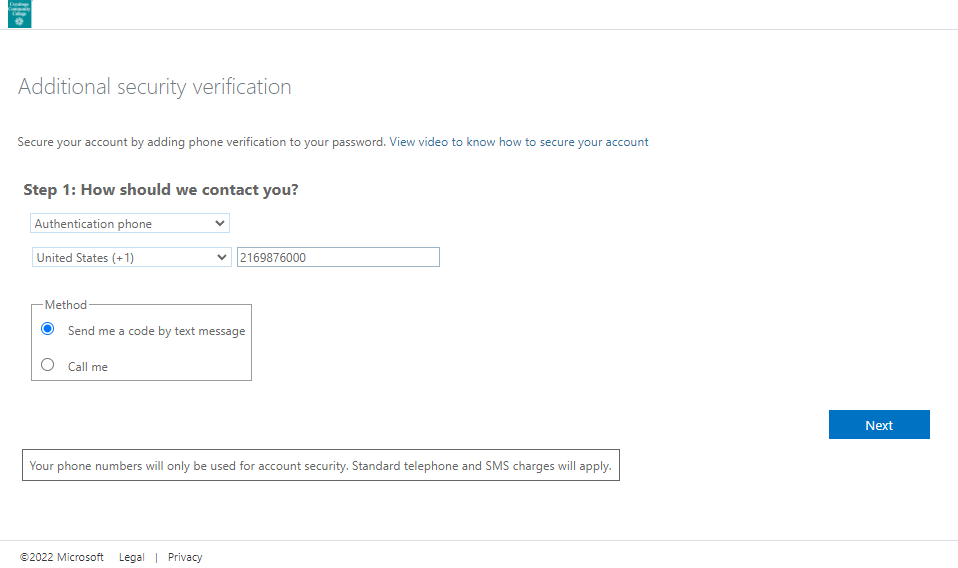 Cuyahoga
Community
College
Additional security verification
Secure your account by adding phone verification to your password. View video to know how to secure your account
Step 1: How should we contact you?
Authentication phone
United States (+1) 2169876000
Method
Send me a code by text message
Call me
Next
Your phone numbers will only be used for account security. Standard telephone and SMS charges will apply.
©2022 Microsoft Legal | Privacy